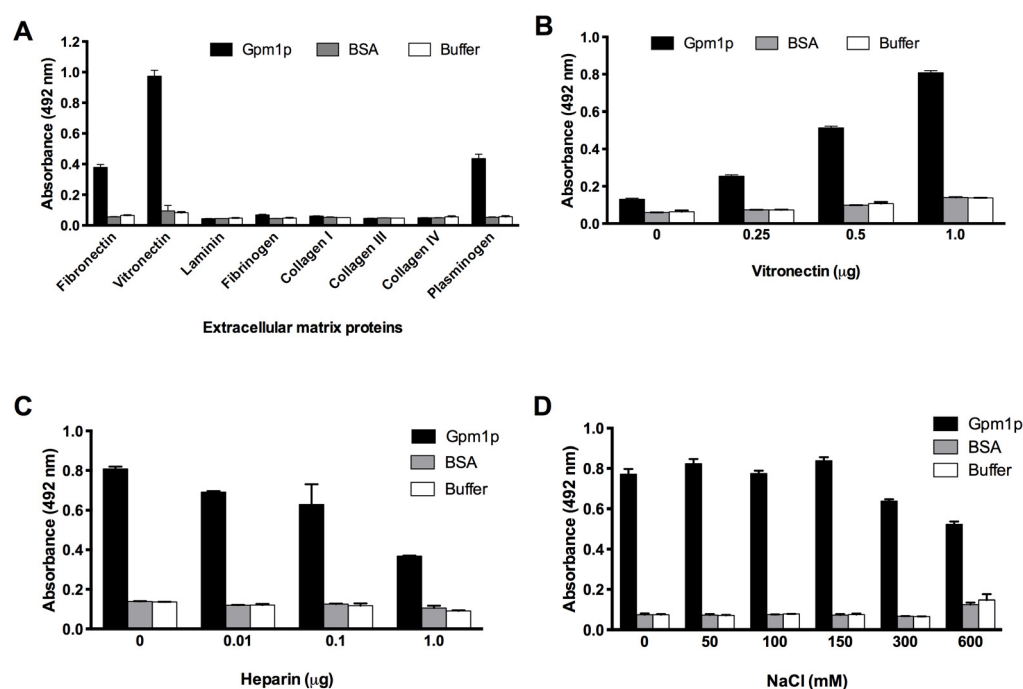 A
Gpm1p BSA Buffer
Absorbance (492 nm)
1.2
1.0
0.8
0.6
0.4
0.2
0.0
Fibronectin
Vitronectin
Laminin
Fibrinogen
Collagen I
Collagen III
Collagen IV
Plasminogen
Extracellular matrix proteins
B
Gpm1p BSA Buffer
Absorbance (492 nm)
1.0
0.8
0.6
0.4
0.2
0.0
0 0.25 0.5 1.0
Vitronectin (μg)
C
Gpm1p
BSA
Buffer
Absorbance (492 nm)
1.0
0.8
0.6
0.4
0.2
0.0
0 0.01 0.1 1.0
Heparin (μg)
D
Gpm1p
BSA
Buffer
Absorbance (492 nm)
1.0
0.8
0.6
0.4
0.2
0.0
0 50 100 150 300 600
NaCl (mM)